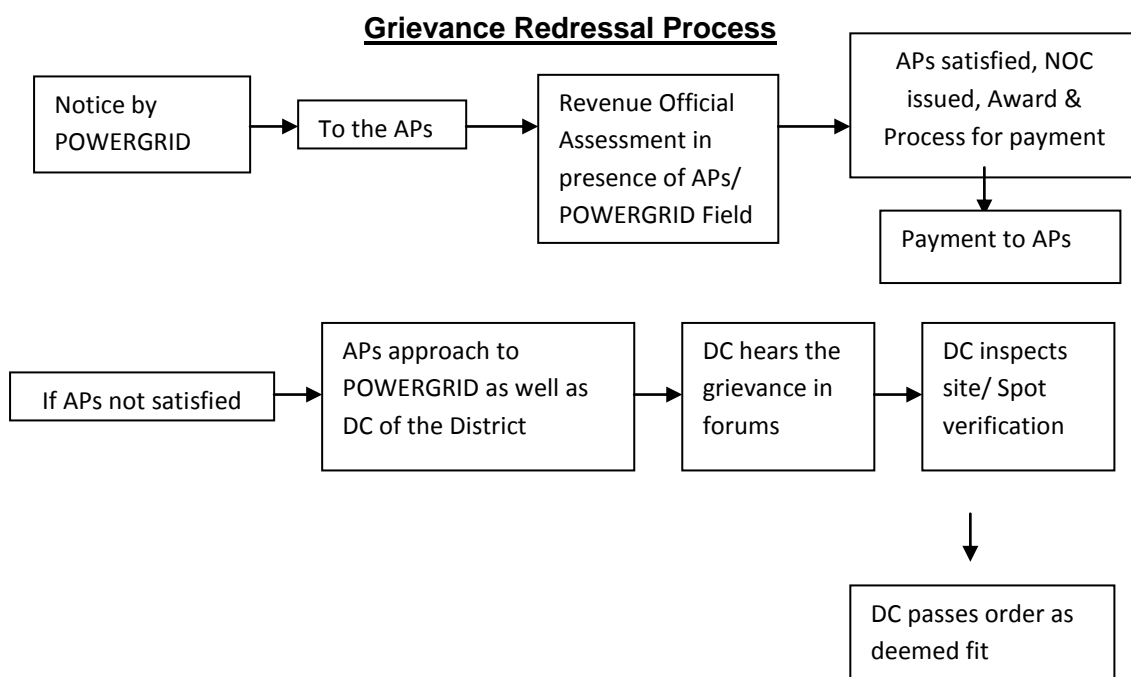 Grievance Redressal Process
Notice by
POWERGRID
To the APs
Revenue Official
Assessment in
presence of APs/
POWERGRID Field
APs satisfied, NOC
issued, Award &
Process for payment
Payment to APs
If APs not satisfied
APs approach to
POWERGRID as well as
DC of the District
DC hears the
grievance in
forums
DC inspects
site/ Spot
verification
DC passes order as
deemed fit